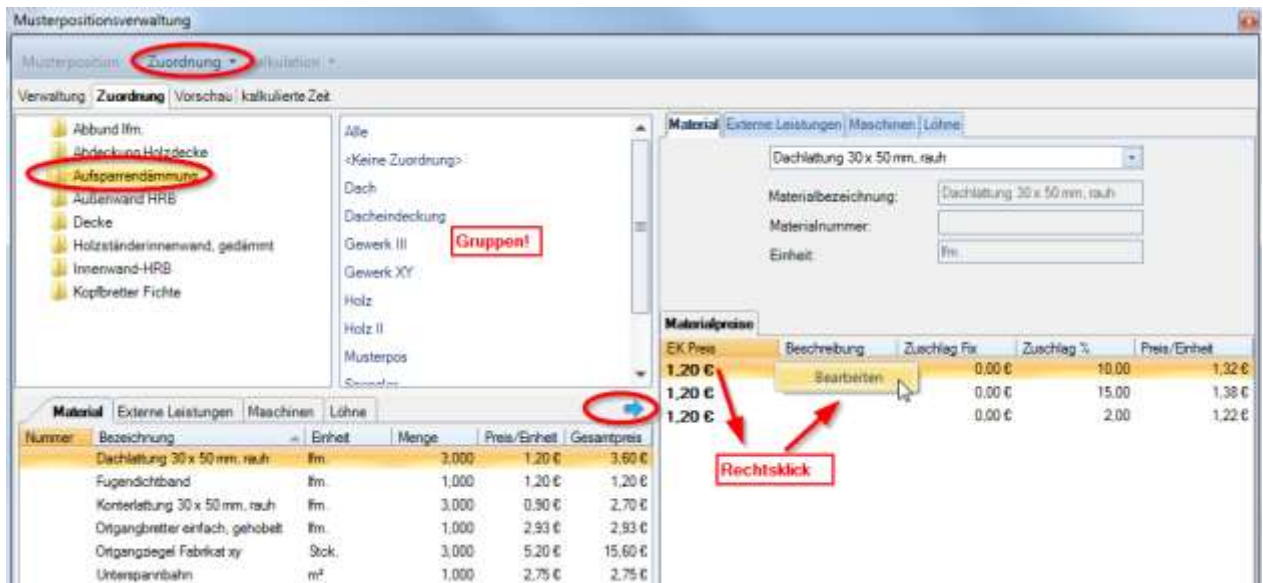 Musterpositionsverwaltung
Musterposition Zuordnung Kalkulation
Verwaltung Zuordnung Vorschau kalkulierte Zeit
Abbund lfm.
Abdeckung Holzdecke
Aufsparrendämmung
Außenwand HRB
Decke
Holzständerinnenwand, gedämmt
Innenwand-HRB
Kopfbretter Fichte
Alle
<Keine Zuordnung>
Dach
Dacheindeckung
Gewerk III
Gewerk XY
Holz
Holz II
Musterpos
Spengler
Gruppen!
Material Externe Leistungen Maschinen Löhne
Dachlattung 30 x 50 mm, rauh
Materialbezeichnung: Dachlattung 30 x 50 mm, rauh
Materialnummer:
Einheit: lfm.
Materialpreise
EK Preis Beschreibung Zuschlag Fix Zuschlag % Preis/Einheit
1,20 € 0,00 € 10,00 1,32 €
Bearbeiten
1,20 € 15,00 1,38 €
1,20 € 0,00 € 2,00 1,22 €
Rechtsklick
Material Externe Leistungen Maschinen Löhne
Nummer Bezeichnung Einheit Menge Preis/Einheit Gesamtpreis
Dachlattung 30 x 50 mm, rauh lfm. 3,000 1,20 € 3,60 €
Fugendichtband lfm. 1,000 1,20 € 1,20 €
Konterlattung 30 x 50 mm, rauh lfm. 3,000 0,90 € 2,70 €
Ortgangbretter einfach, gehobelt lfm. 1,000 2,93 € 2,93 €
Ortgangziegel Fabrikat xy Stck. 3,000 5,20 € 15,60 €
Unterspannbahn m² 1,000 2,75 € 2,75 €